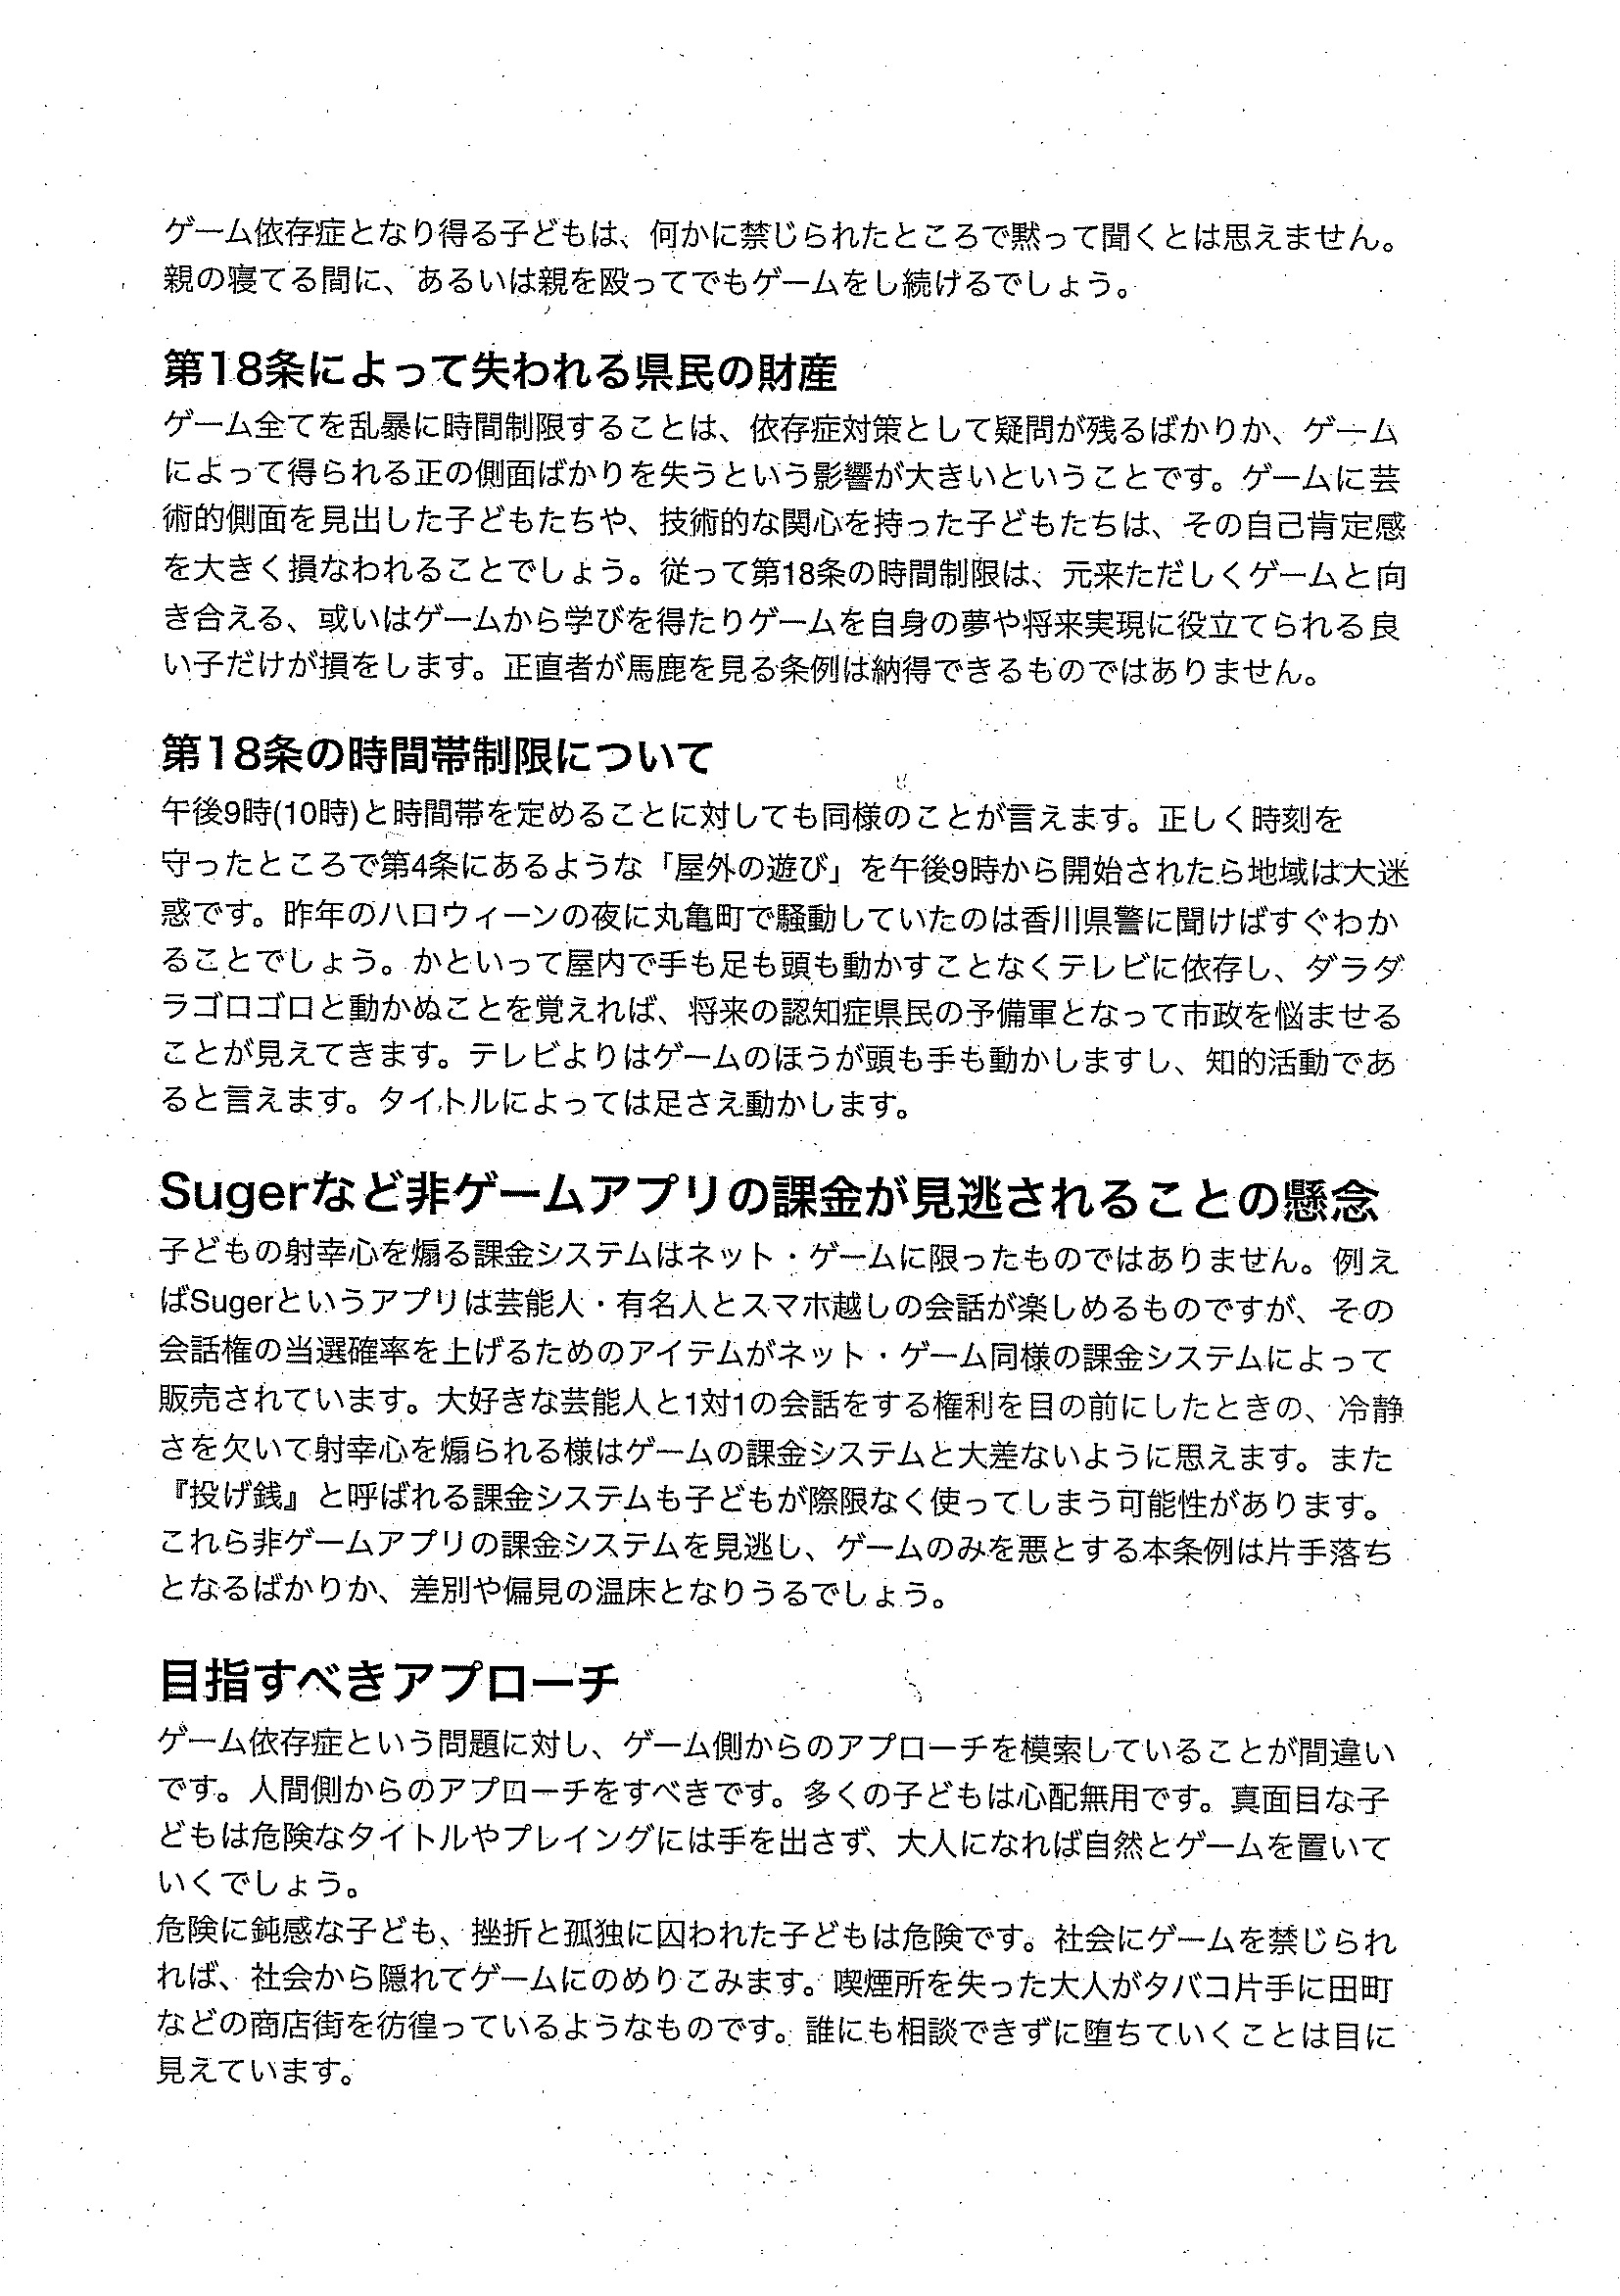 ゲーム依存症となり得る子どもは、何かに禁じられたところで黙って聞くとは思えません。
親の寝てる間に、あるいは親を殴ってでもゲームをし続けるでしょう。
第18条によって失われる県民の財産
ゲーム全てを乱暴に時間制限することは、依存症対策として疑問が残るばかりか、ゲーム
によって得られる正の側面ばかりを失うという影響が大きいということです。ゲームに芸
術的側面を見出した子どもたちや、技術的な関心を持った子どもたちは、その自己肯定感
を大きく損なわれることでしょう。従って第18条の時間制限は、元来ただしくゲームと向
き合える、或いはゲームから学びを得たりゲームを自身の夢や将来実現に役立てられる良
い子だけが損をします。正直者が馬鹿を見る条例は納得できるものではありません。
第18条の時間帯制限について
午後9時(10時)と時間帯を定めることに対しても同様のことが言えます。正しく時刻を
守ったところで第4条にあるような「屋外の遊び」を午後9時から開始されたら地域は大迷
惑です。昨年のハロウィーンの夜に丸亀町で騒動していたのは香川県警に聞けばすぐわか
ることでしょう。かといって屋内で手も足も頭も動かすことなくテレビに依存し、ダラダ
ラゴロゴロと動かぬことを覚えれば、将来の認知症県民の予備軍となって市政を悩ませる
ことが見えてきます。テレビよりはゲームのほうが頭も手も動かしますし、知的活動であ
ると言えます。タイトルによっては足さえ動かします。
Sugerなど非ゲームアプリの課金が見逃されることの懸念
子どもの射幸心を煽る課金システムはネット・ゲームに限ったものではありません。例え
ばSugerというアプリは芸能人・有名人とスマホ越しの会話が楽しめるものですが、その
会話権の当選確率を上げるためのアイテムがネット・ゲーム同様の課金システムによって
販売されています。大好きな芸能人と1対1の会話をする権利を目の前にしたときの、冷静
さを欠いて射幸心を煽られる様はゲームの課金システムと大差ないように思えます。また
『投げ銭』と呼ばれる課金システムも子どもが際限なく使ってしまう可能性があります。
これら非ゲームアプリの課金システムを見逃し、ゲームのみを悪とする本条例は片手落ち
となるばかりか、差別や偏見の温床となりうるでしょう。
目指すべきアプローチ
ゲーム依存症という問題に対し、ゲーム側からのアプローチを模索していることが間違い
です。人間側からのアプローチをすべきです。多くの子どもは心配無用です。真面目な子
どもは危険なタイトルやプレイングには手を出さず、大人になれば自然とゲームを置いて
いくでしょう。
危険に鈍感な子ども、挫折と孤独に囚われた子どもは危険です。社会にゲームを禁じられ
れば、社会から隠れてゲームにのめりこみます。喫煙所を失った大人がタバコ片手に田町
などの商店街を彷徨っているようなものです。誰にも相談できずに堕ちていくことは目に
見えています。